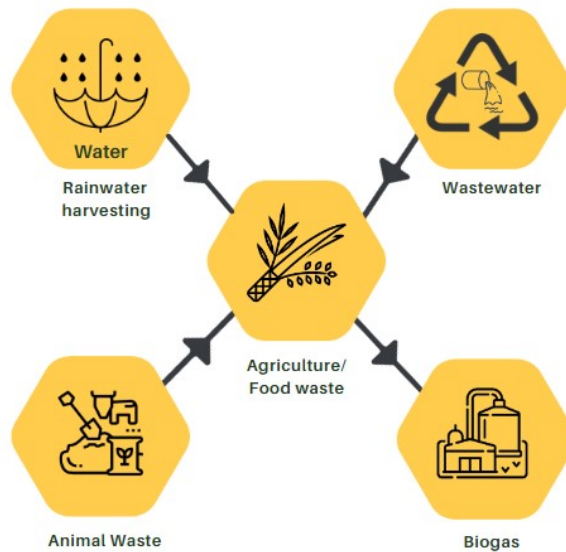 Water
Rainwater
harvesting
Wastewater
Agriculture/
Food waste
Animal Waste
Biogas